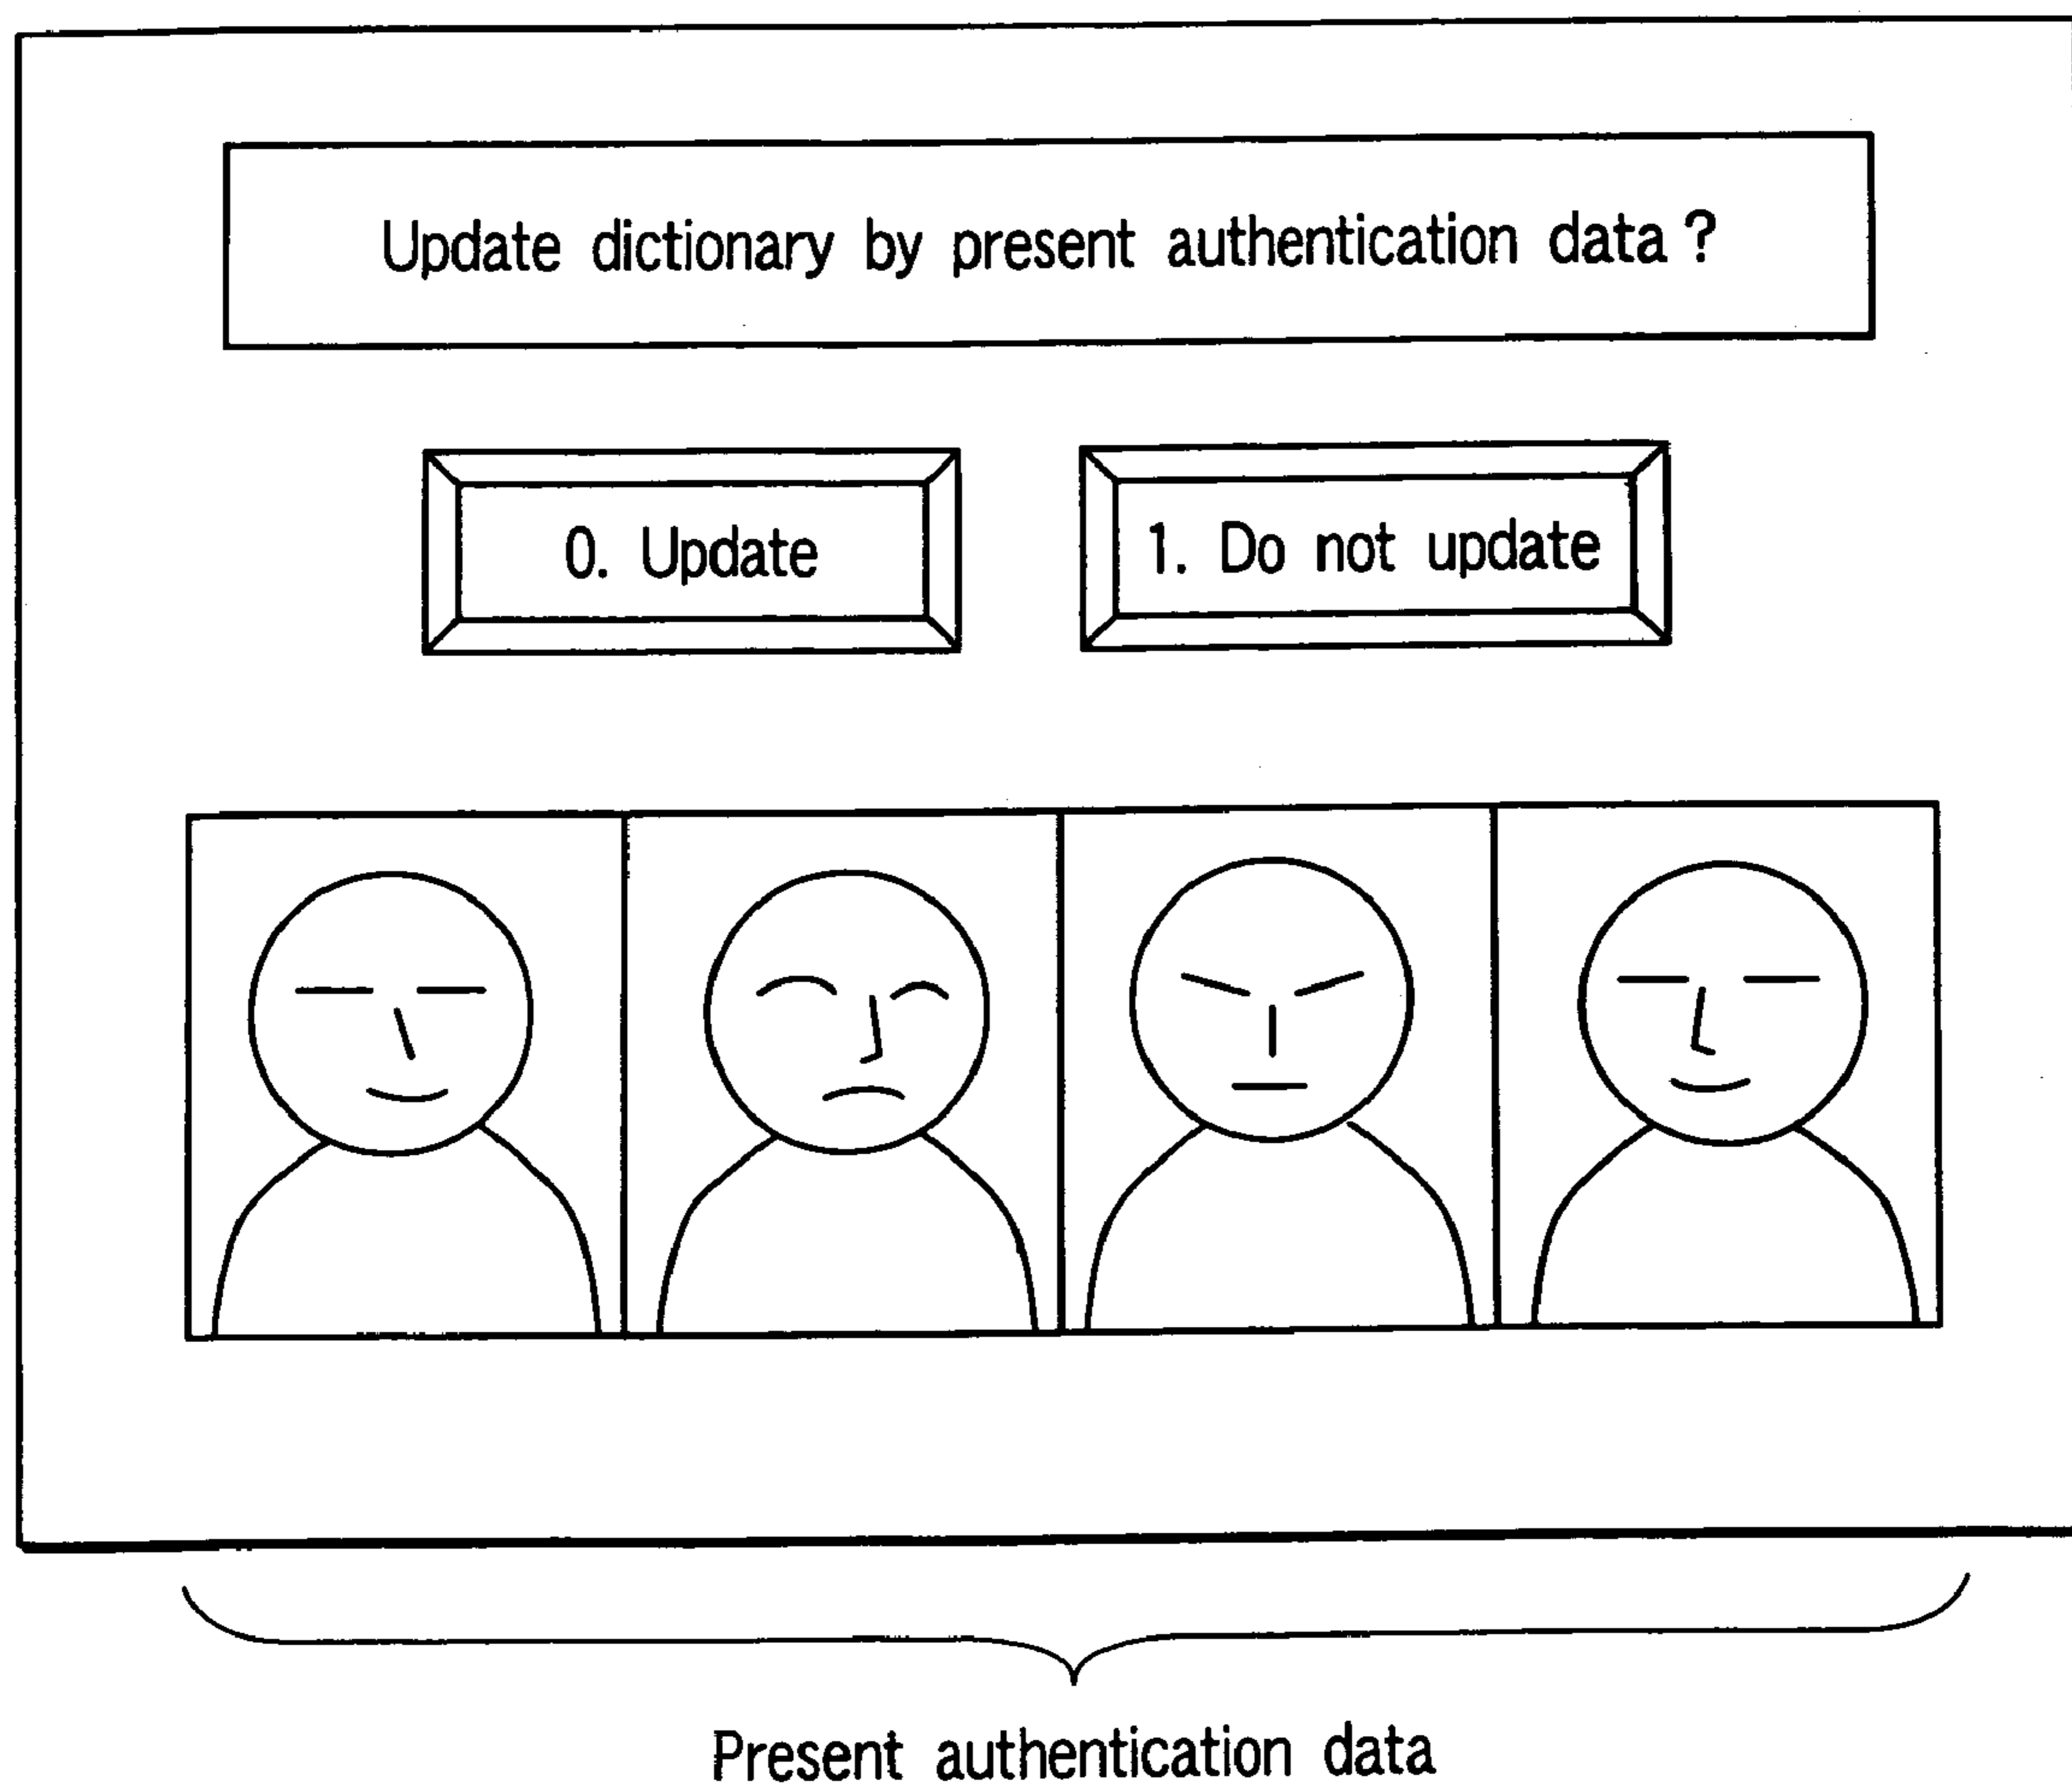 Update dictionary by present authentication data ?
0. Update
1. Do not update
Present authentication data